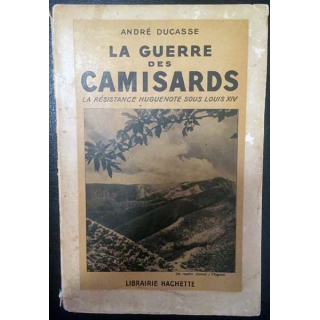 ANDRÉ DUCASSE
LA GUERRE
DES
CAMISARDS
LA RÉSISTANCE HUGUENOTE SOUS LOUIS XIV
LIBRAIRIE HACHETTE